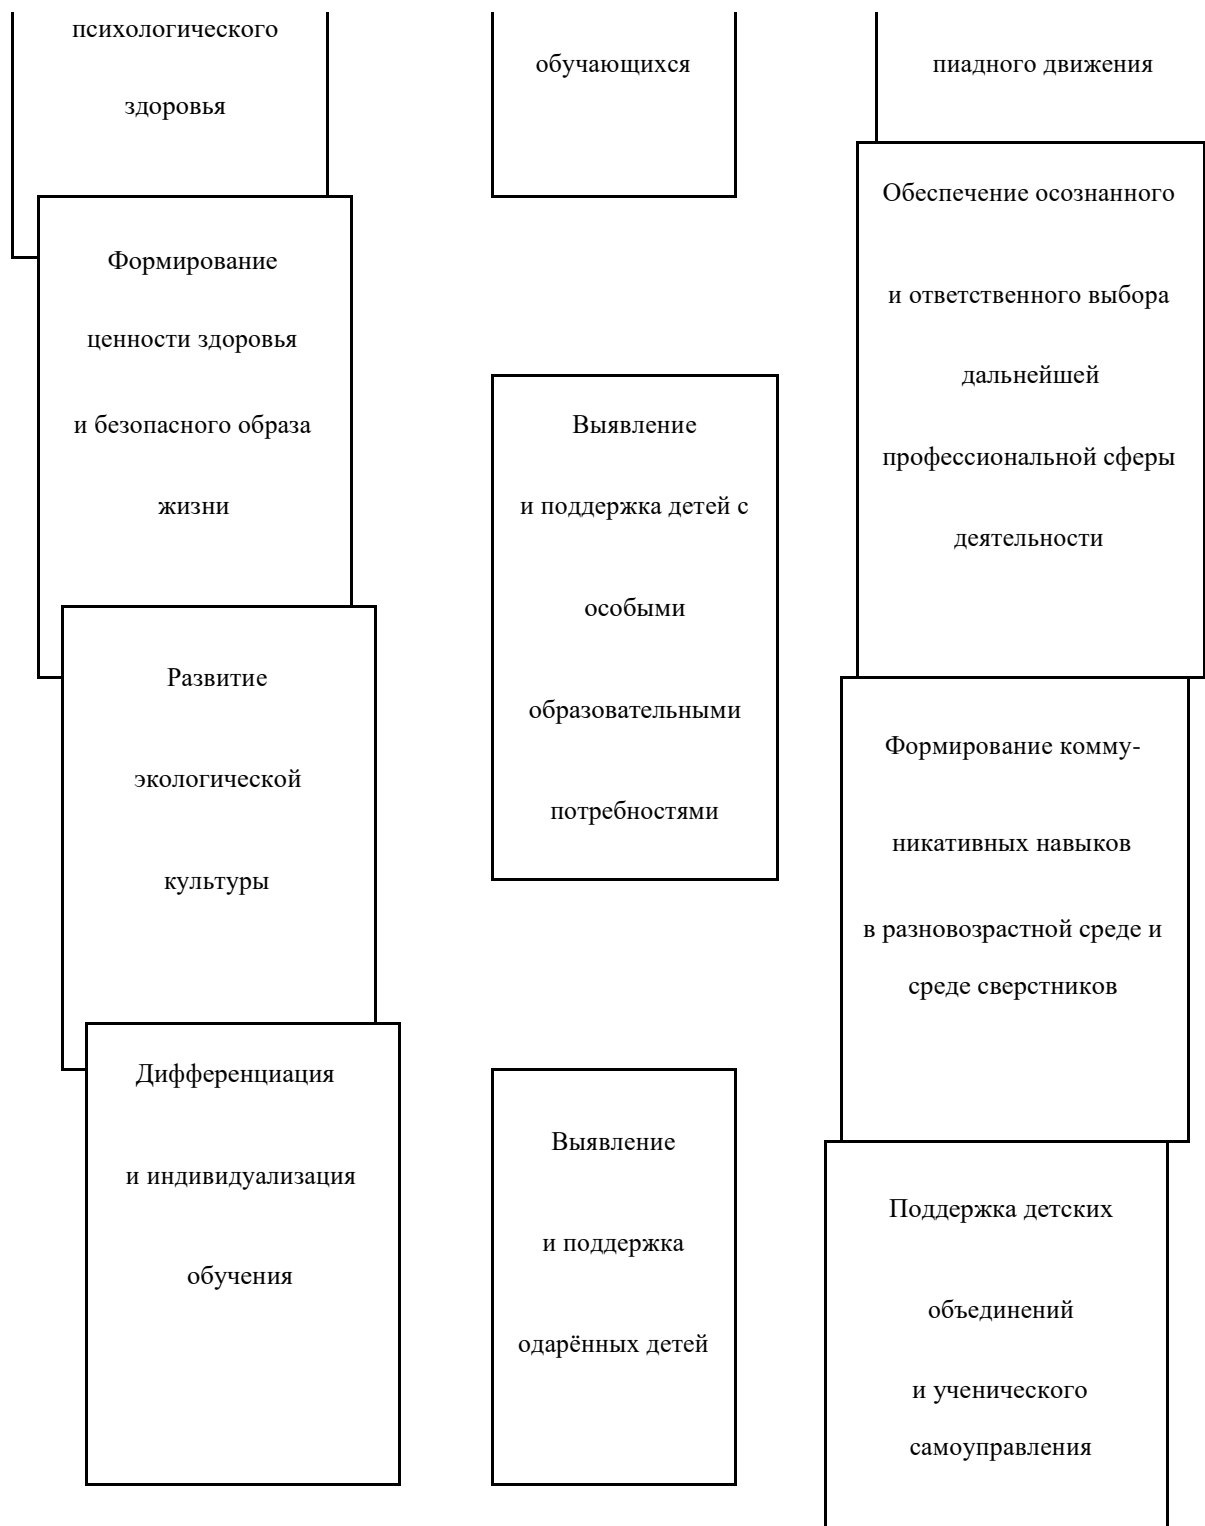 психологического
здоровья
Формирование
ценности здоровья
и безопасного образа
жизни
Развитие
экологической
культуры
Дифференциация
и индивидуализация
обучения
обучающихся
Выявление
и поддержка детей с
особыми
образовательными
потребностями
Выявление
и поддержка
одарённых детей
пиадного движения
Обеспечение осознанного
и ответственного выбора
дальнейшей
профессиональной сферы
деятельности
Формирование комму-
никативных навыков
в разновозрастной среде и
среде сверстников
Поддержка детских
объединений
и ученического
самоуправления